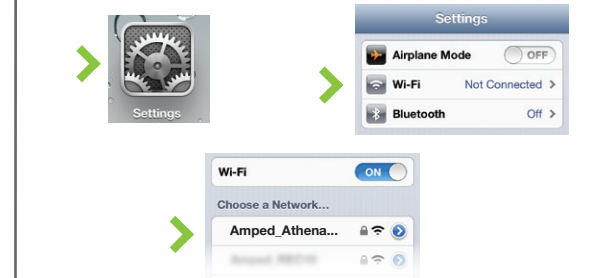 Settings
Settings
Airplane Mode OFF
Wi-Fi Not Connected
Bluetooth Off
Wi-Fi ON
Choose a Network...
Amped_Athena...